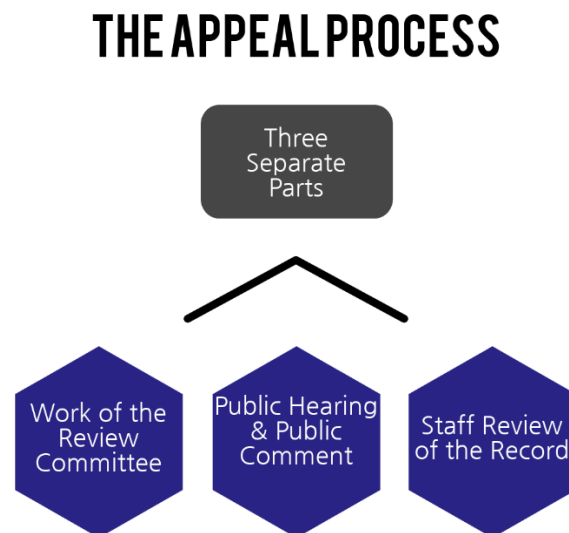 THE APPEAL PROCESS
Three
Separate
Parts
Work of the
Review
Committee
Public Hearing
& Public
Comment
Staff Review
of the Record